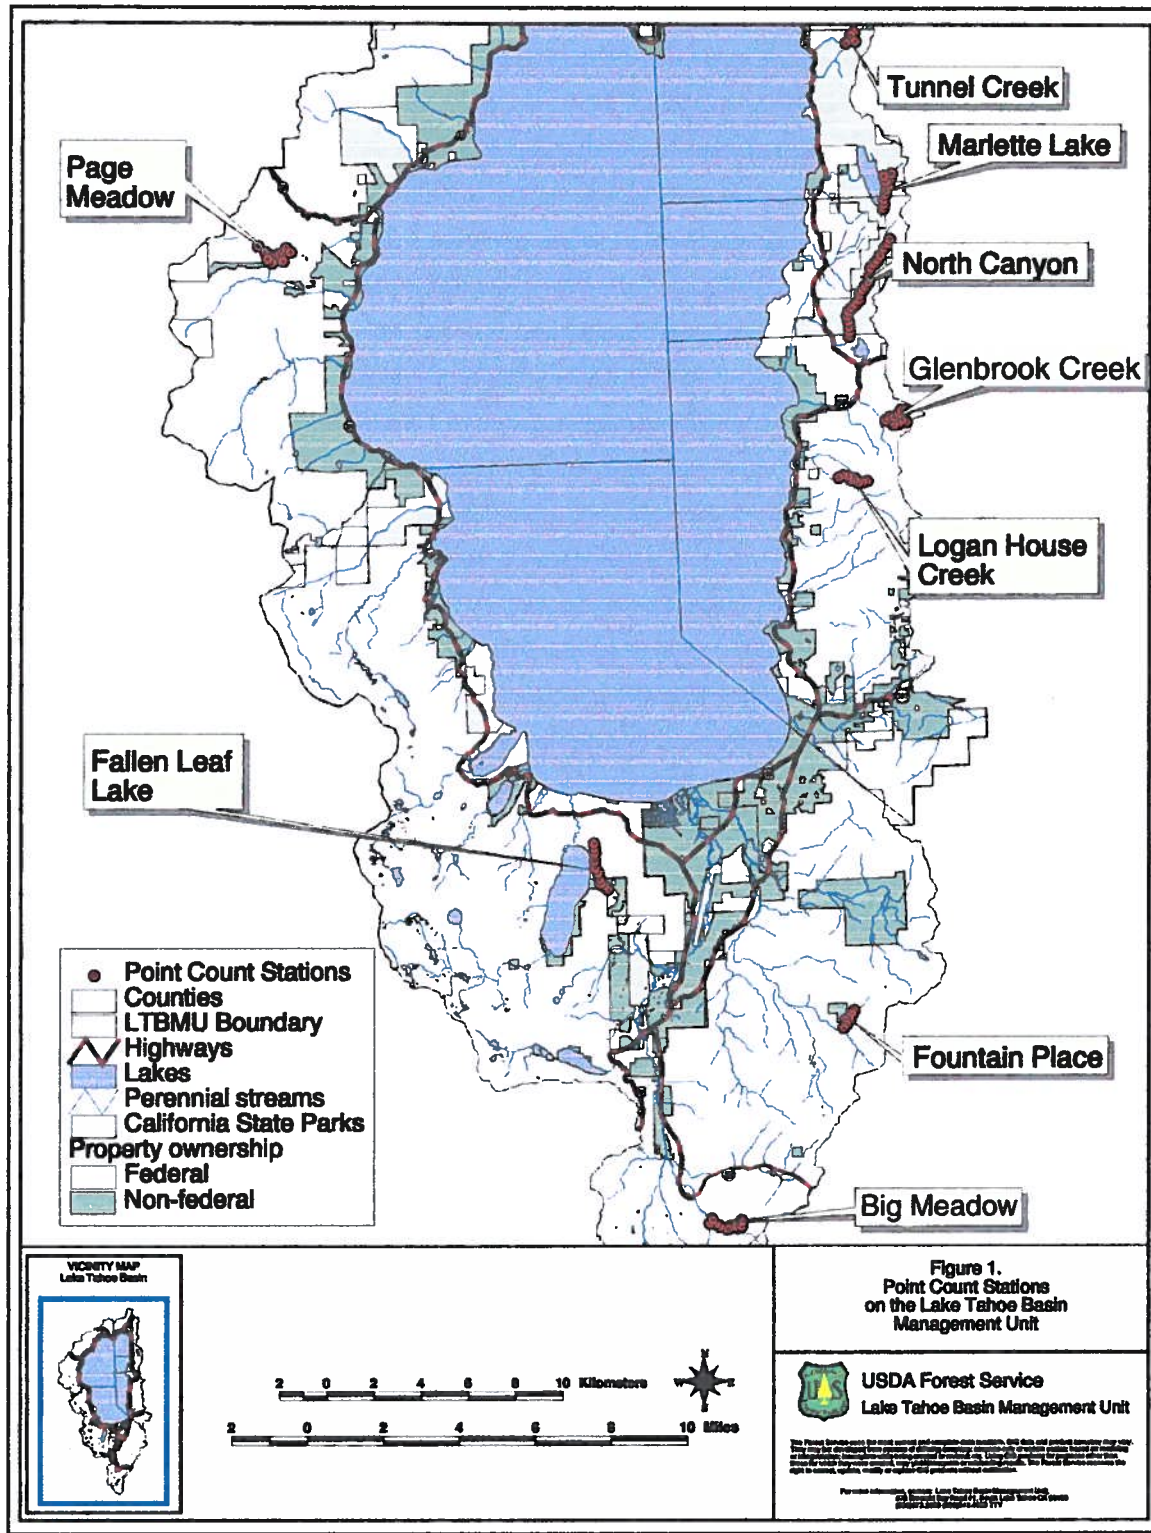 Tunnel Creek
Marlette Lake
Page
Meadow
North Canyon
Glenbrook Creek
Logan House
Creek
Fallen Leaf
Lake
Point Count Stations
Counties
LTBMU Boundary
Highways
Lakes
Perennial streams
California State Parks
Property ownership
Federal
Non-federal
Fountain Place
Big Meadow
VICINITY MAP
Lake Tahoe Basin
Figure 1.
Point Count Stations
on the Lake Tahoe Basin
Management Unit
2 0 2 4 6 8 10 Kilometers
2 0 2 4 6 8 10 Miles
N
W E
S
US
USDA Forest Service
Lake Tahoe Basin Management Unit